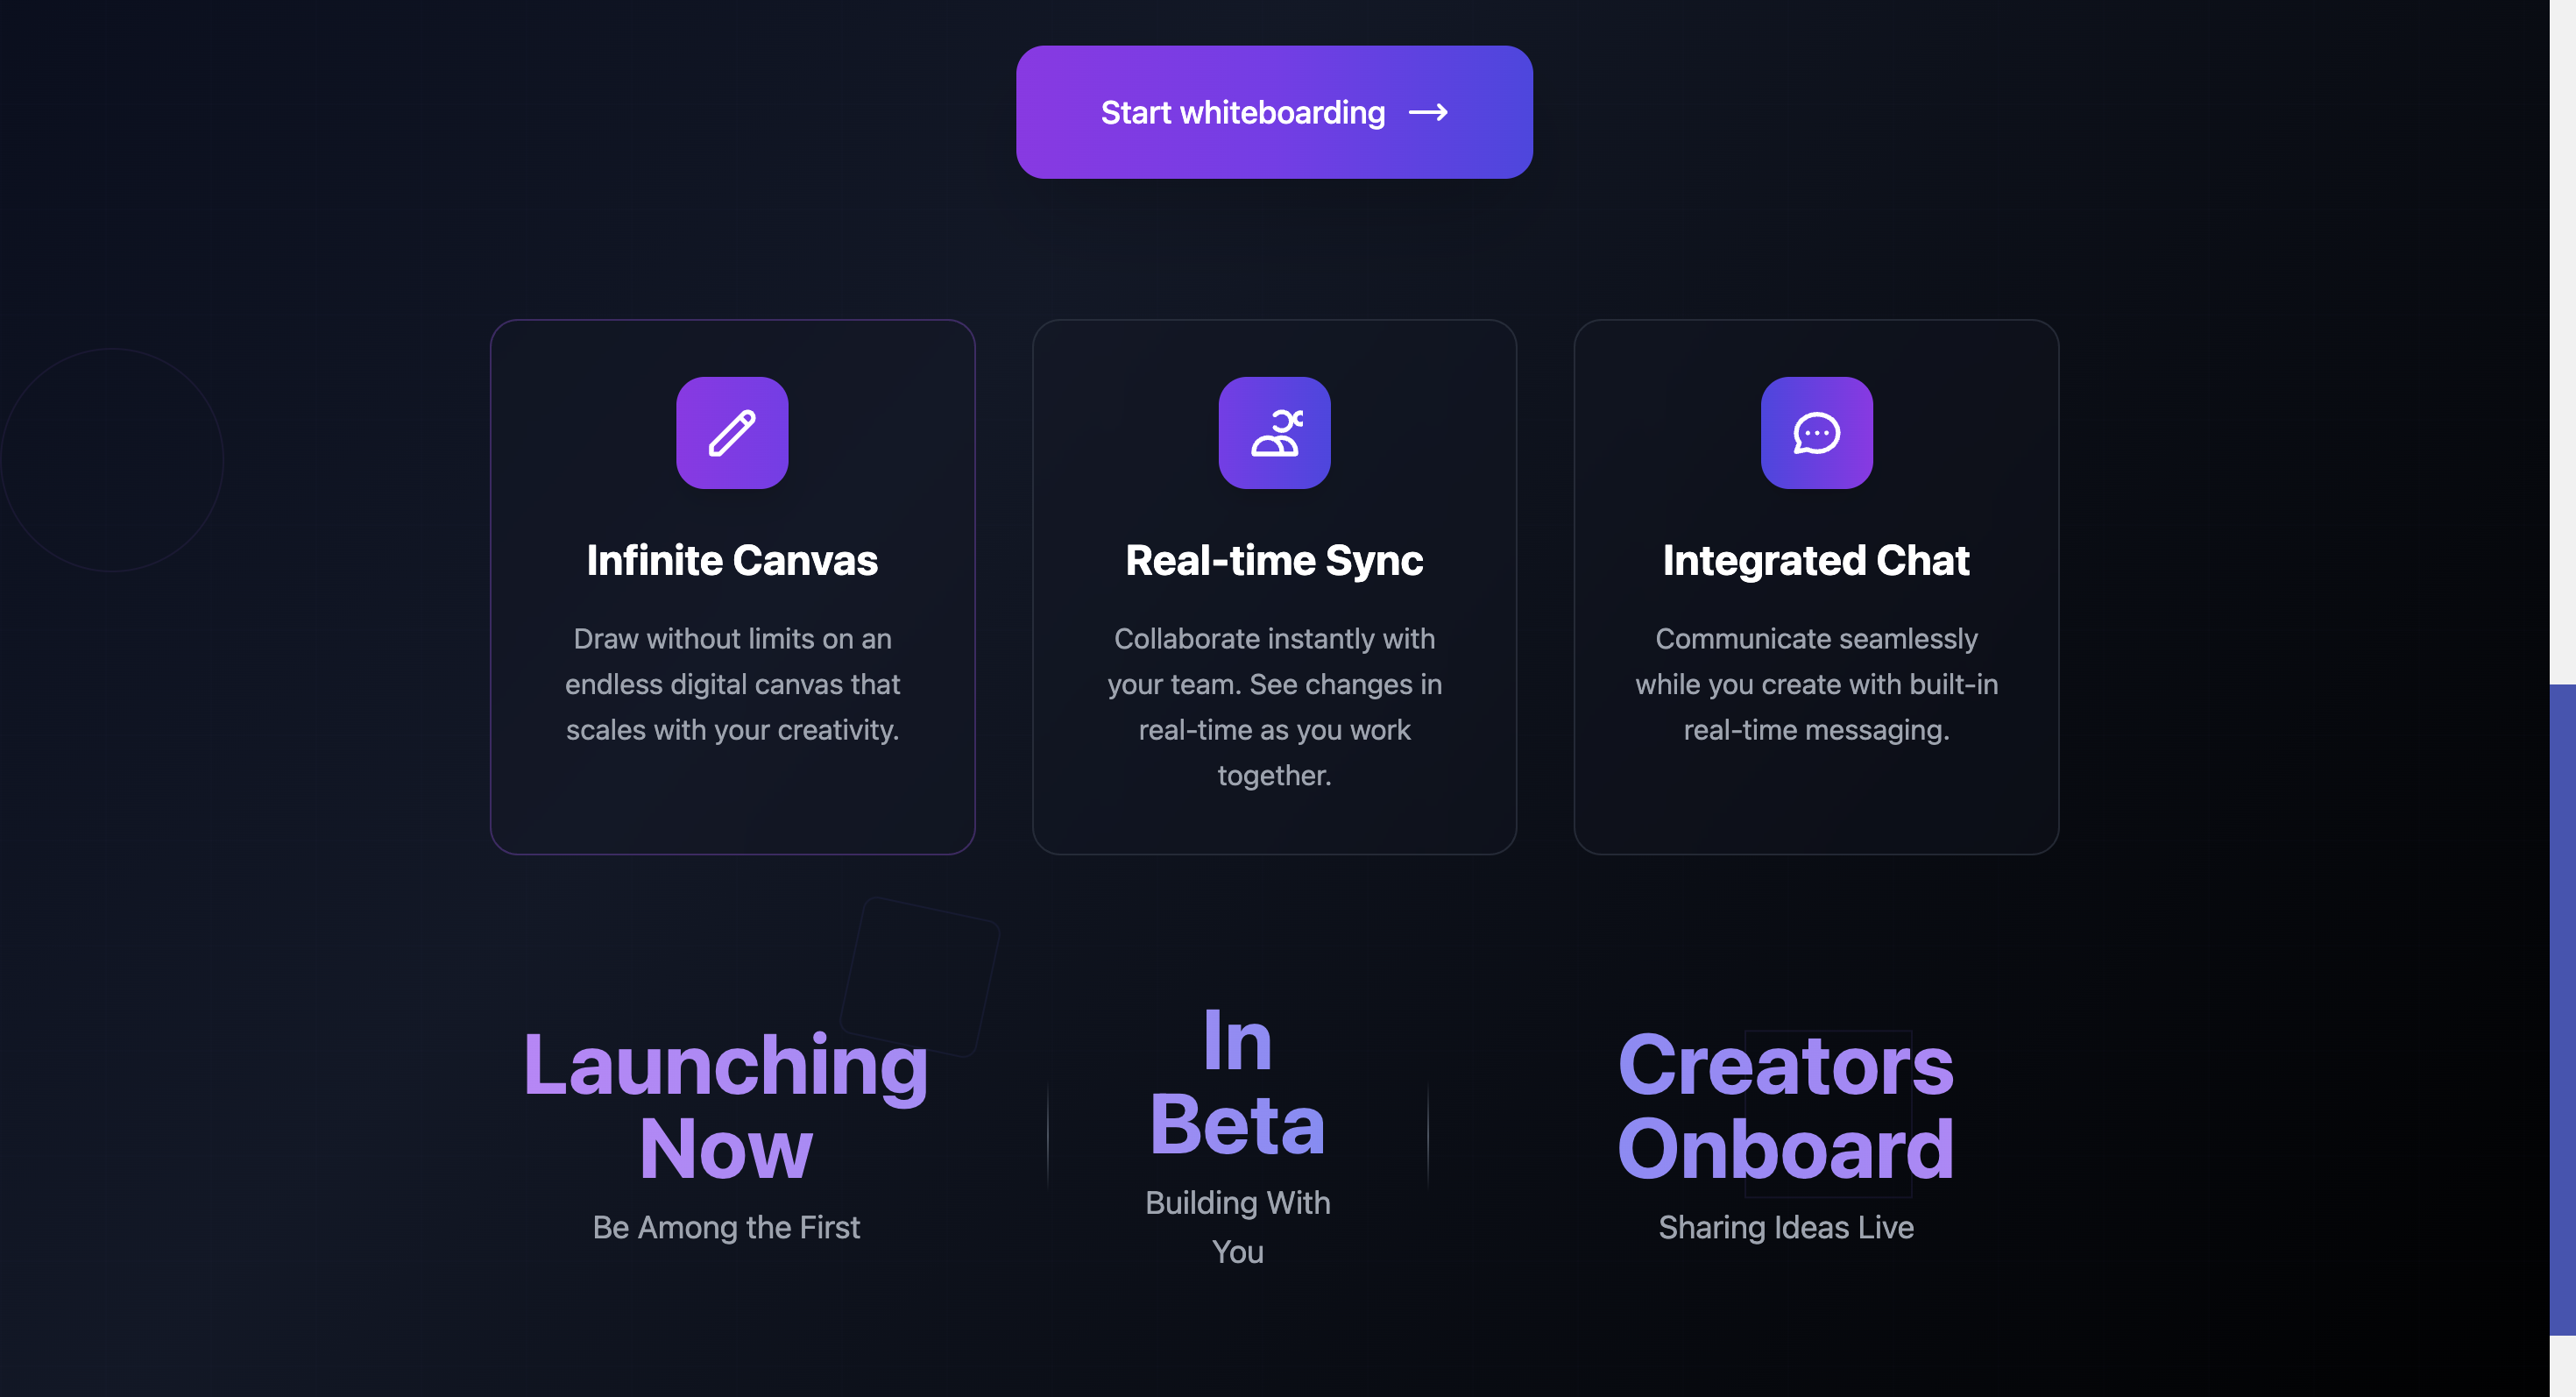 Start whiteboarding
Infinite Canvas
Draw without limits on an
endless digital canvas that
scales with your creativity.
Real-time Sync
Collaborate instantly with
your team. See changes in
real-time as you work
together.
Integrated Chat
Communicate seamlessly
while you create with built-in
real-time messaging.
Launching
Now
Be Among the First
In
Beta
Building With
You
Creators
Onboard
Sharing Ideas Live